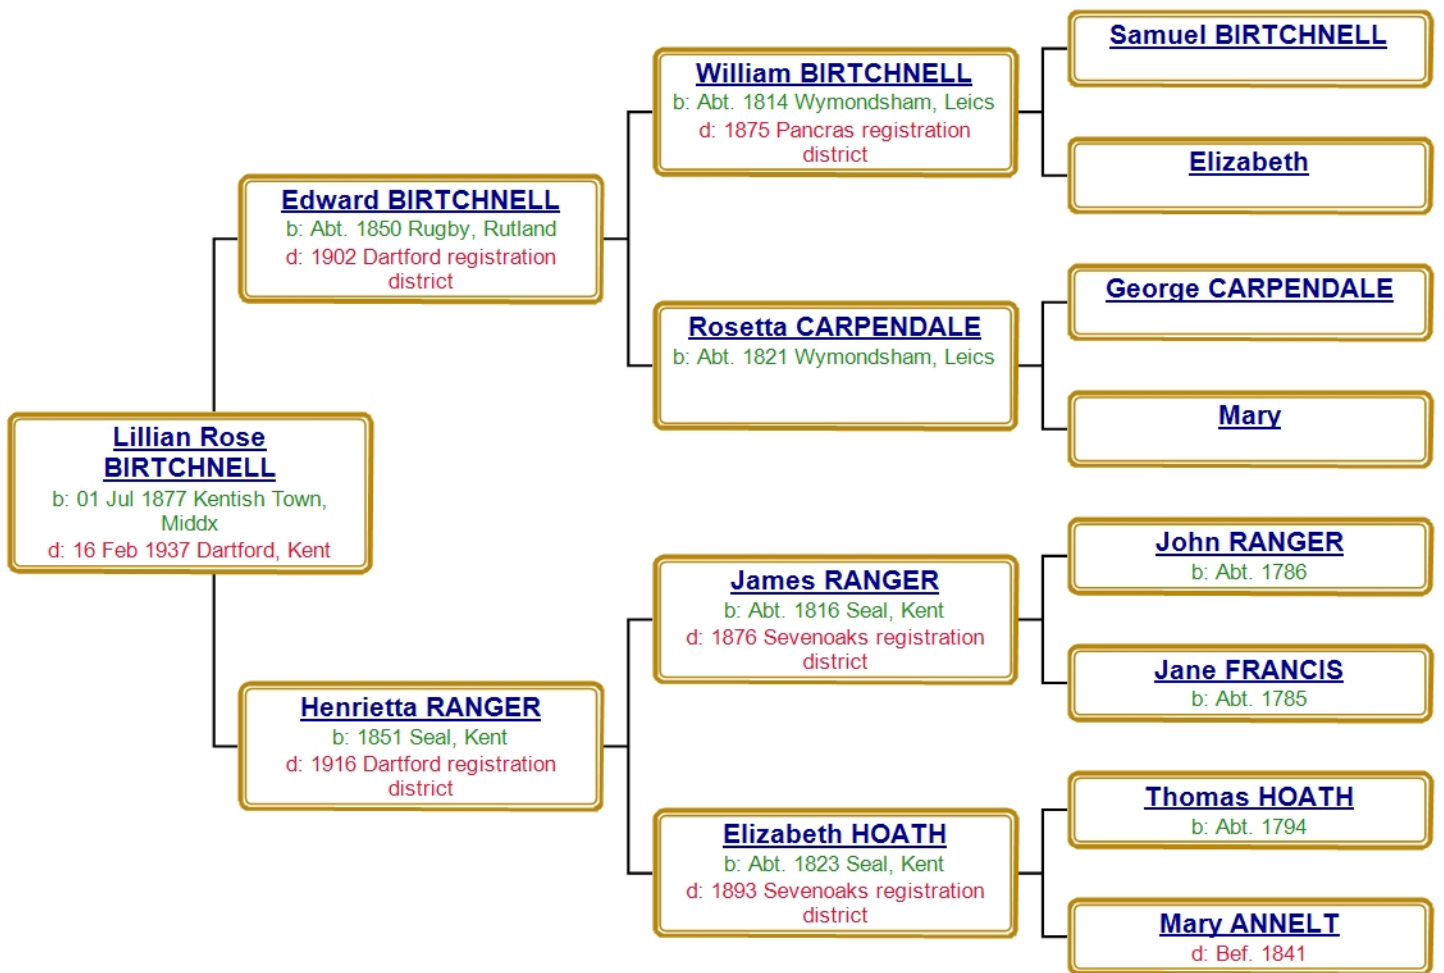 Samuel BIRTCHNELL
William BIRTCHNELL
b: Abt. 1814 Wymondsham, Leics
d: 1875 Pancras registration
district
Elizabeth
Edward BIRTCHNELL
b: Abt. 1850 Rugby, Rutland
d: 1902 Dartford registration
district
George CARPENDALE
Rosetta CARPENDALE
b: Abt. 1821 Wymondsham, Leics
Mary
Lillian Rose
BIRTCHNELL
b: 01 Jul 1877 Kentish Town,
Middx
d: 16 Feb 1937 Dartford, Kent
John RANGER
b: Abt. 1786
James RANGER
b: Abt. 1816 Seal, Kent
d: 1876 Sevenoaks registration
district
Jane FRANCIS
b: Abt. 1785
Henrietta RANGER
b: 1851 Seal, Kent
d: 1916 Dartford registration
district
Thomas HOATH
b: Abt. 1794
Elizabeth HOATH
b: Abt. 1823 Seal, Kent
d: 1893 Sevenoaks registration
district
Mary ANNELT
d: Bef. 1841